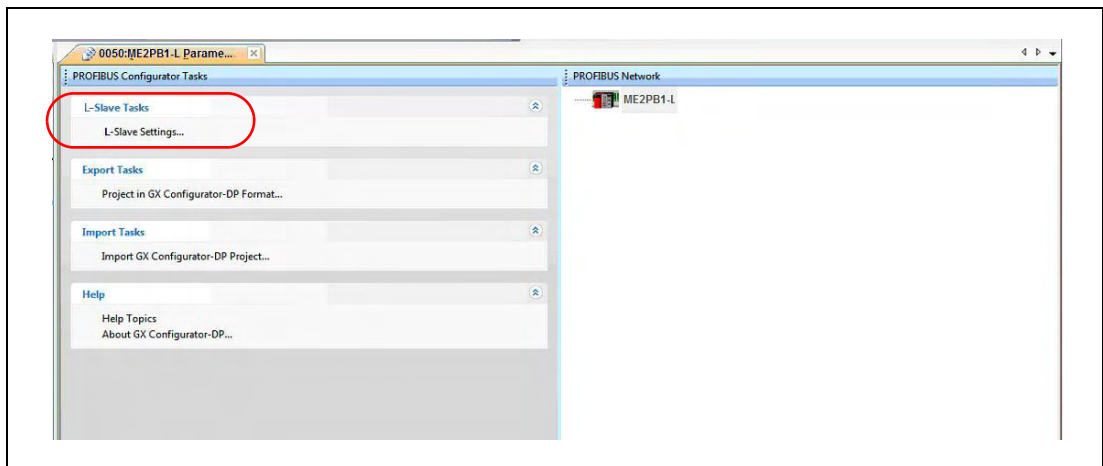 0050:ME2PB1-L Parame...
PROFIBUS Configurator Tasks
L-Slave Tasks
L-Slave Settings...
Export Tasks
Project in GX Configurator-DP Format...
Import Tasks
Import GX Configurator-DP Project...
Help
Help Topics
About GX Configurator-DP...
PROFIBUS Network
ME2PB1-L